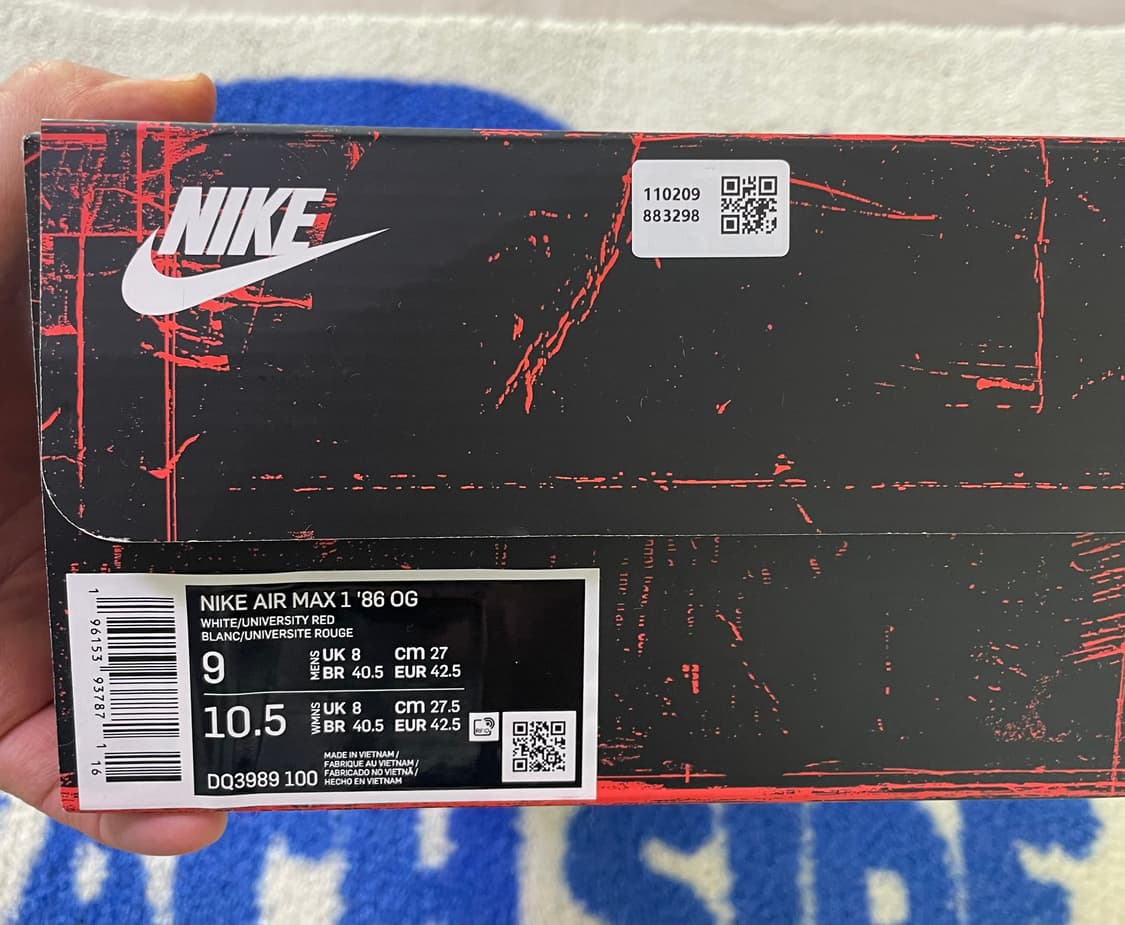 NIKE
110209
883298
NIKE AIR MAX 1 '86 OG
WHITE/UNIVERSITY RED
BLANC/UNIVERSITE ROUGE
9 MENS UK 8 cm 27
BR 40.5 EUR 42.5
10.5 WMNS UK 8 cm 27.5
BR 40.5 EUR 42.5
RFID
DQ3989 100
MADE IN VIETNAM /
FABRIQUE AU VIETNAM /
FABRICADO NO VIETNÃ /
HECHO EN VIETNAM
1 96153 93787 1 16